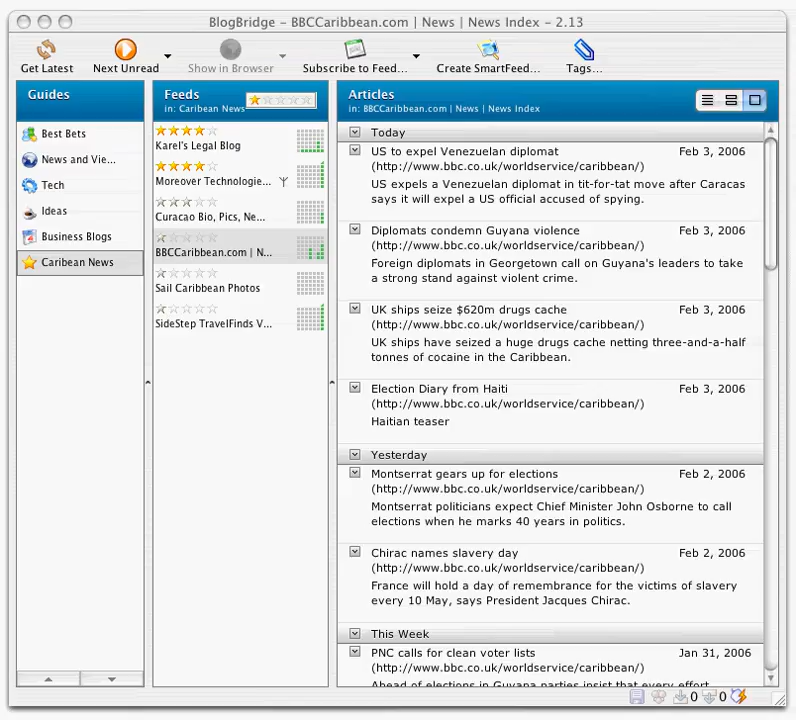 BlogBridge – BBCCaribbean.com | News | News Index – 2.13
Get Latest
Next Unread
Show in Browser
Subscribe to Feed...
Create SmartFeed...
Tags...
Guides
Best Bets
News and Vie...
Tech
Ideas
Business Blogs
Caribean News
Feeds
in: Caribean News
Karel's Legal Blog
Moreover Technologie...
Curacao Bio, Pics, Ne...
BBCCaribbean.com | N...
Sail Caribbean Photos
SideStep TravelFinds V...
Articles
in: BBCCaribbean.com | News | News Index
Today
US to expel Venezuelan diplomat Feb 3, 2006
(http://www.bbc.co.uk/worldservice/caribbean/)
US expels a Venezuelan diplomat in tit-for-tat move after Caracas
says it will expel a US official accused of spying.
Diplomats condemn Guyana violence Feb 3, 2006
(http://www.bbc.co.uk/worldservice/caribbean/)
Foreign diplomats in Georgetown call on Guyana's leaders to take
a strong stand against violent crime.
UK ships seize $620m drugs cache Feb 3, 2006
(http://www.bbc.co.uk/worldservice/caribbean/)
UK ships have seized a huge drugs cache netting three-and-a-half
tonnes of cocaine in the Caribbean.
Election Diary from Haiti Feb 3, 2006
(http://www.bbc.co.uk/worldservice/caribbean/)
Haitian teaser
Yesterday
Montserrat gears up for elections Feb 2, 2006
(http://www.bbc.co.uk/worldservice/caribbean/)
Montserrat politicians expect Chief Minister John Osborne to call
elections when he marks 40 years in politics.
Chirac names slavery day Feb 2, 2006
(http://www.bbc.co.uk/worldservice/caribbean/)
France will hold a day of remembrance for the victims of slavery
every 10 May, says President Jacques Chirac.
This Week
PNC calls for clean voter lists Jan 31, 2006
(http://www.bbc.co.uk/worldservice/caribbean/)
Ahead of elections in Guyana parties insist that every effort
0 0